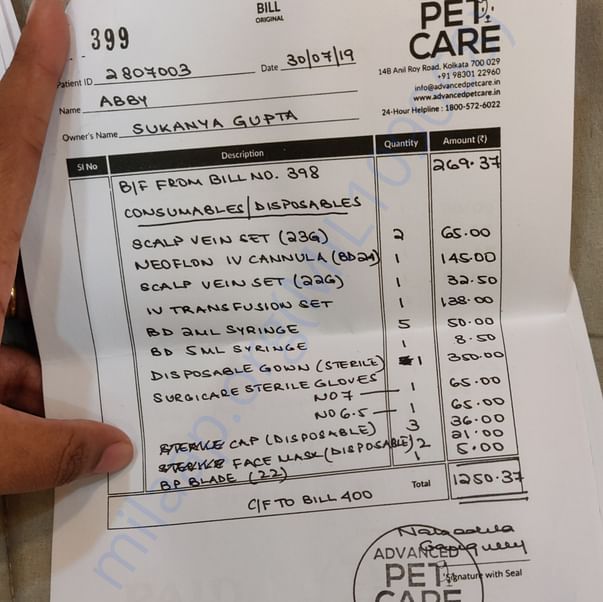 BILL
ORIGINAL
399
PET
CARE
14B Anil Roy Road, Kolkata 700 029
+91 98301 22960
info@advancedpetcare.in
www.advancedpetcare.in
24-Hour Helpline : 1800-572-6022
Patient ID 2807003 Date 30/07/19
Name ABBY
Owner's Name SUKANYA GUPTA
Sl No Description Quantity Amount (₹)
B/F FROM BILL NO. 398 269.37
CONSUMABLES/DISPOSABLES
SCALP VEIN SET (23G) 2 65.00
NEOFLON IV CANNULA (BD24) 1 145.00
SCALP VEIN SET (22G) 1 32.50
IV TRANSFUSION SET 1 138.00
BD 2ML SYRINGE 5 50.00
BD 5ML SYRINGE 1 8.50
DISPOSABLE GOWN (STERILE) 1 350.00
SURGICARE STERILE GLOVES
NO 7 — 1 65.00
NO 6.5 — 1 65.00
STERILE CAP (DISPOSABLE) 3 36.00
STERILE FACE MASK (DISPOSABLE) 2 21.00
BP BLADE (22) 1 5.00
C/F TO BILL 400 Total 1250.37
ADVANCED
PET
CARE
Signature with Seal